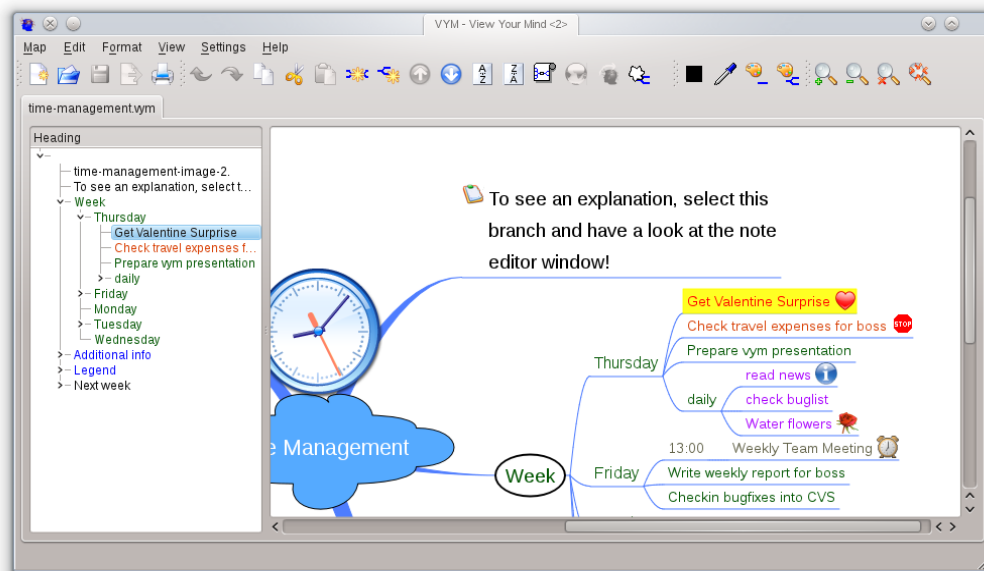 VYM - View Your Mind <2>
Map Edit Format View Settings Help
A Z
Z A
time-management.vym
Heading
time-management-image-2.
To see an explanation, select t...
Week
Thursday
Get Valentine Surprise
Check travel expenses f...
Prepare vym presentation
daily
Friday
Monday
Tuesday
Wednesday
Additional info
Legend
Next week
To see an explanation, select this
branch and have a look at the note
editor window!
Get Valentine Surprise
Check travel expenses for boss STOP
Thursday
Prepare vym presentation
read news
daily
check buglist
Water flowers
e Management
13:00 Weekly Team Meeting
Week
Friday
Write weekly report for boss
Checkin bugfixes into CVS